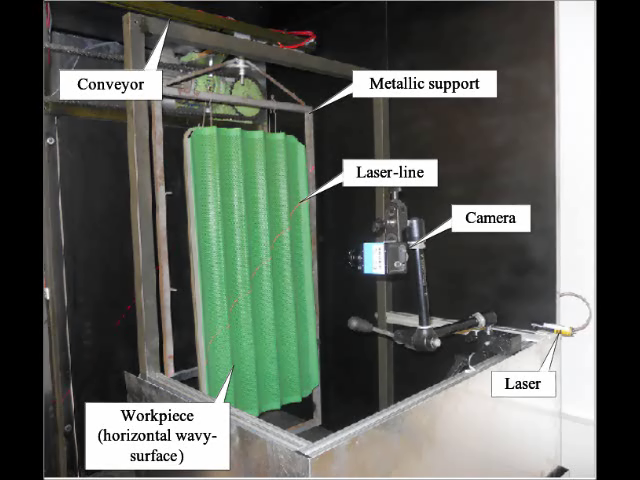 Conveyor
Metallic support
Laser-line
Camera
Laser
Workpiece
(horizontal wavy-
surface)